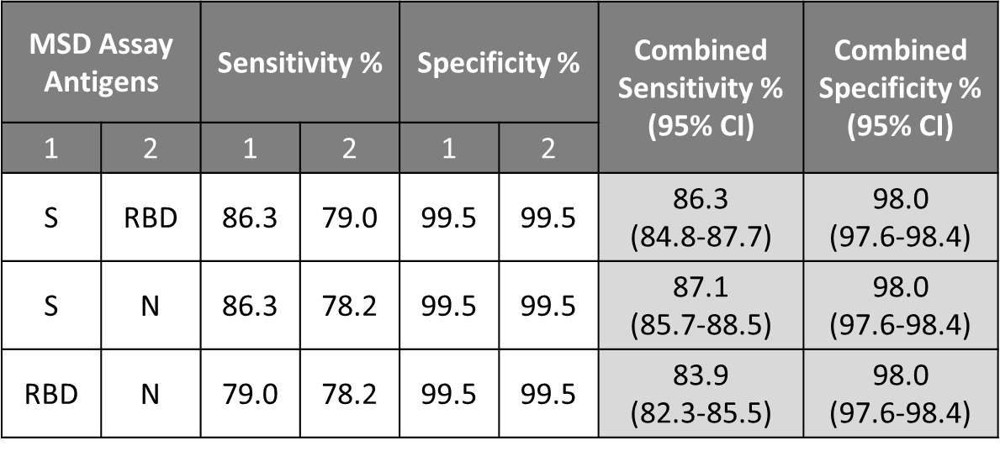 MSD Assay Antigens | Sensitivity % | Specificity % | Combined Sensitivity % (95% CI) | Combined Specificity % (95% CI)
1 | 2 | 1 | 2 | 1 | 2
S | RBD | 86.3 | 79.0 | 99.5 | 99.5 | 86.3 (84.8-87.7) | 98.0 (97.6-98.4)
S | N | 86.3 | 78.2 | 99.5 | 99.5 | 87.1 (85.7-88.5) | 98.0 (97.6-98.4)
RBD | N | 79.0 | 78.2 | 99.5 | 99.5 | 83.9 (82.3-85.5) | 98.0 (97.6-98.4)